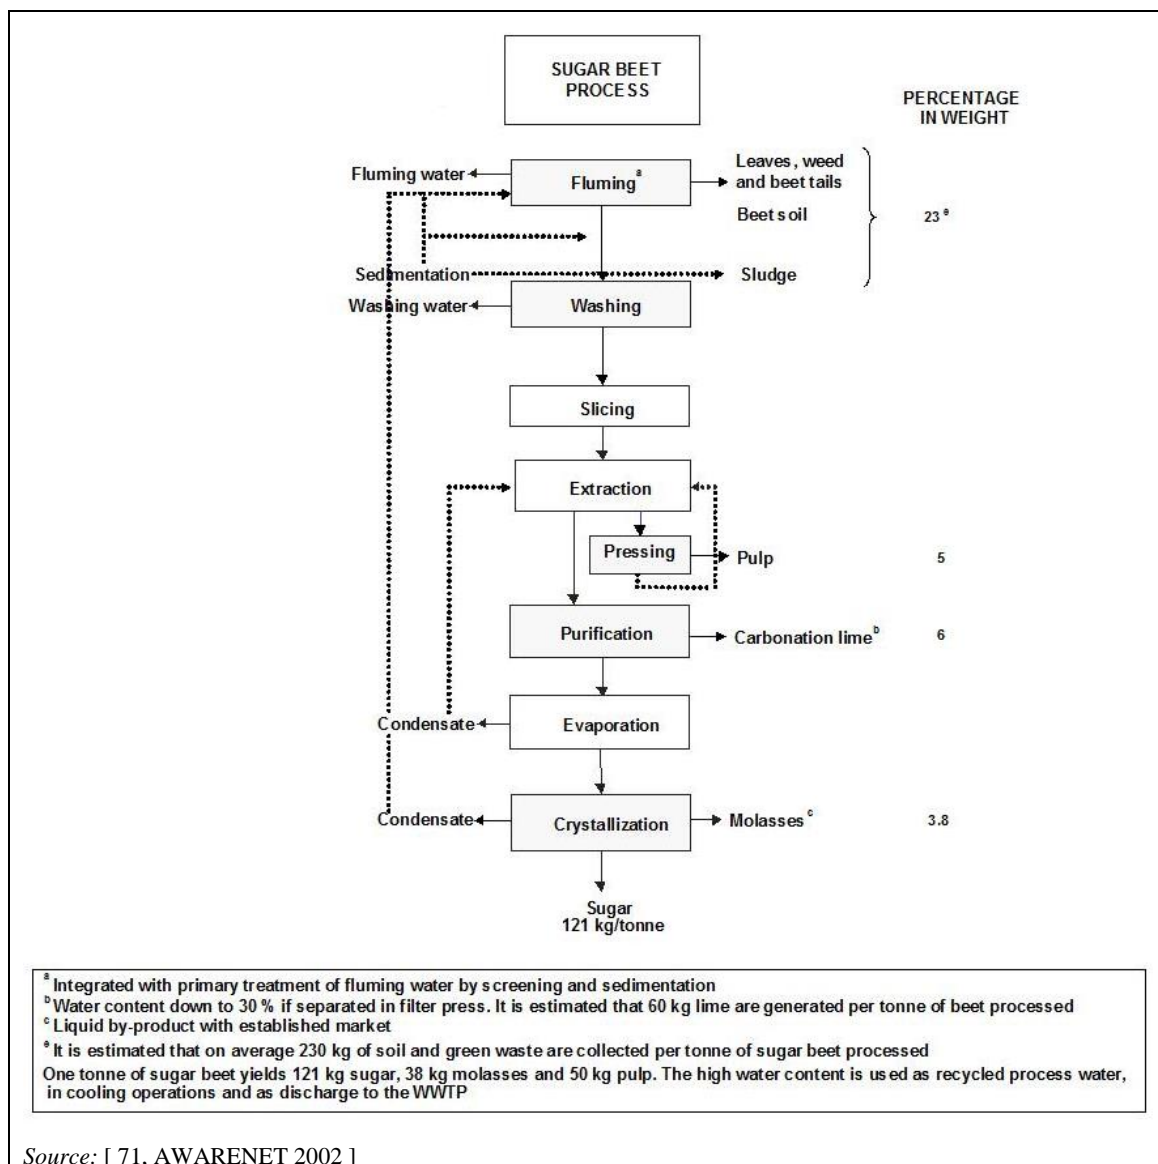 SUGAR BEET
PROCESS
PERCENTAGE
IN WEIGHT
Fluming water
Fluming a
Leaves, weed
and beet tails
Beet soil
23 e
Sedimentation
Sludge
Washing water
Washing
Slicing
Extraction
Pressing
Pulp
5
Purification
Carbonation lime b
6
Condensate
Evaporation
Condensate
Crystallization
Molasses c
3.8
Sugar
121 kg/tonne
a Integrated with primary treatment of fluming water by screening and sedimentation
b Water content down to 30 % if separated in filter press. It is estimated that 60 kg lime are generated per tonne of beet processed
c Liquid by-product with established market
e It is estimated that on average 230 kg of soil and green waste are collected per tonne of sugar beet processed
One tonne of sugar beet yields 121 kg sugar, 38 kg molasses and 50 kg pulp. The high water content is used as recycled process water,
in cooling operations and as discharge to the WWTP
Source: [ 71, AWARENET 2002 ]